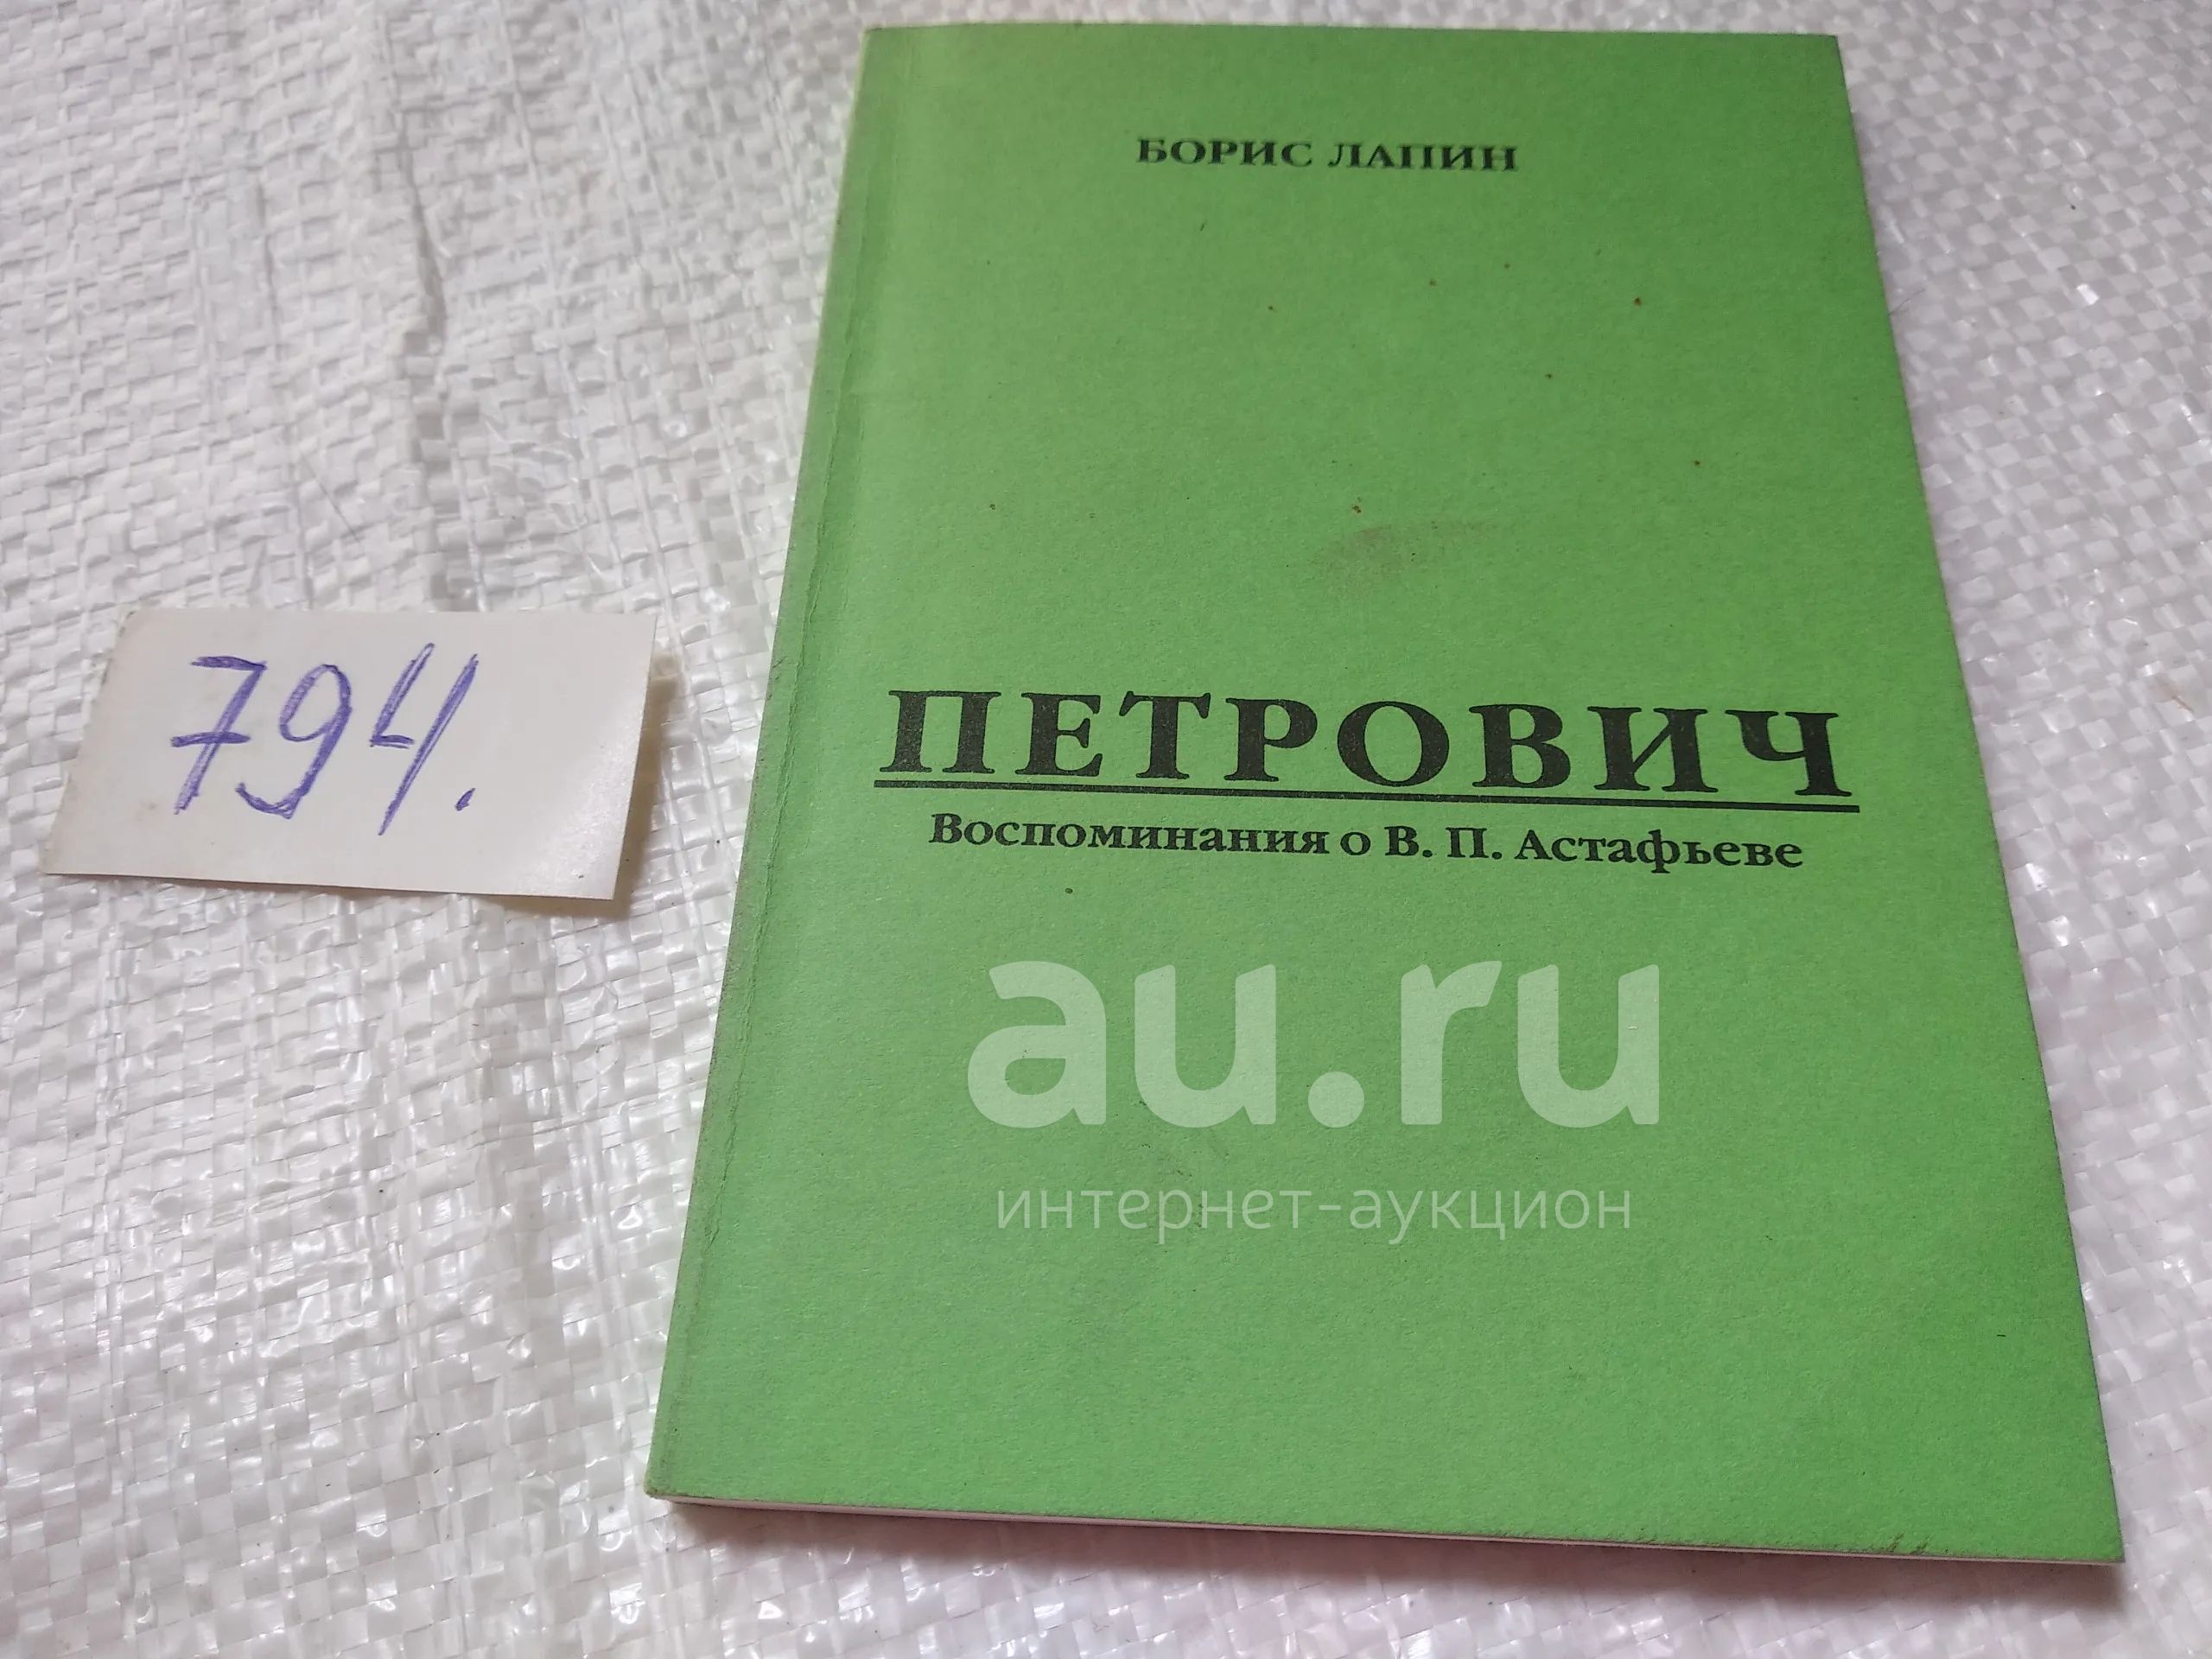 БОРИС ЛАПИН
794.
ПЕТРОВИЧ
Воспоминания о В. П. Астафьеве
au.ru
интернет-аукцион